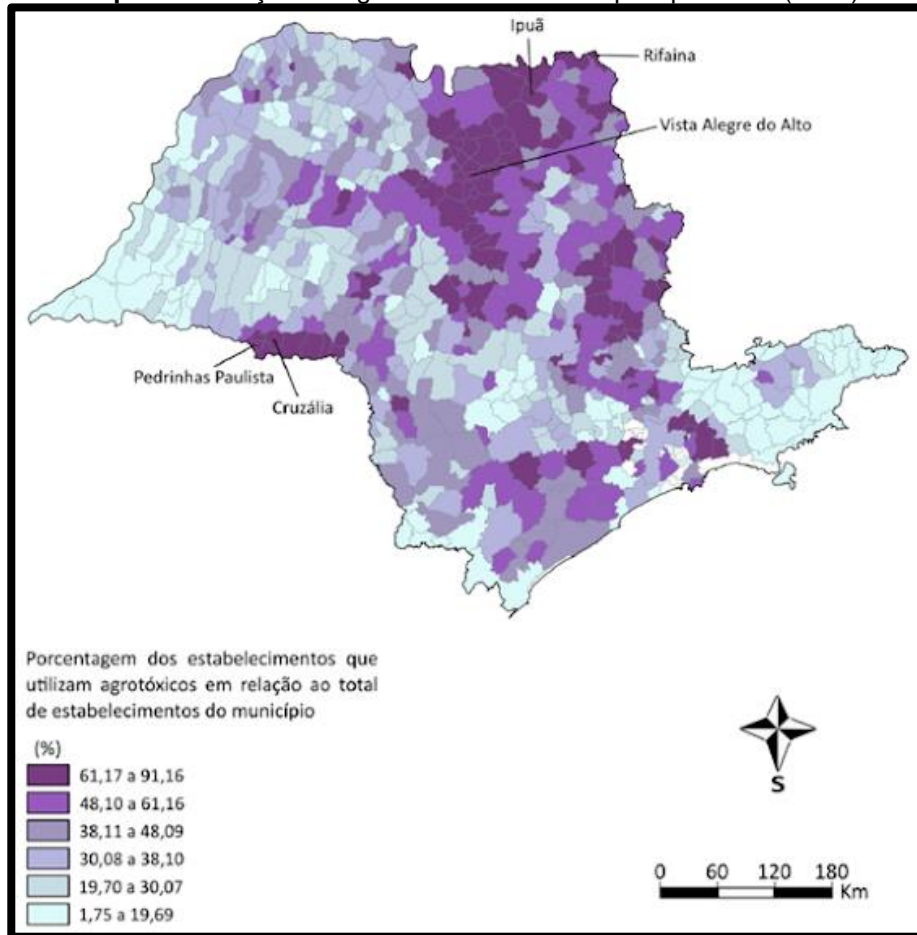 Ipuã
Rifaina
Vista Alegre do Alto
Pedrinhas Paulista
Cruzália
Porcentagem dos estabelecimentos que
utilizam agrotóxicos em relação ao total
de estabelecimentos do município
(%)
61,17 a 91,16
48,10 a 61,16
38,11 a 48,09
30,08 a 38,10
19,70 a 30,07
1,75 a 19,69
S
0 60 120 180
Km